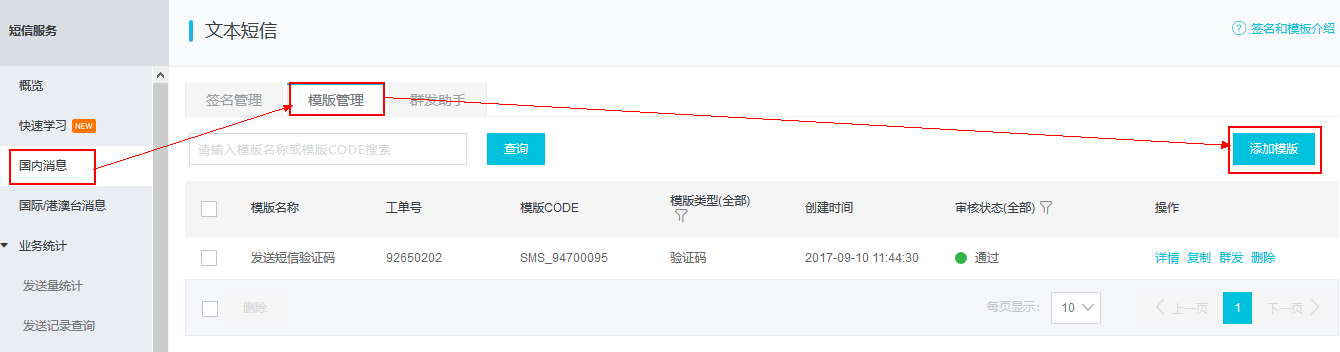 短信服务
文本短信
签名和模板介绍
概览
快速学习 NEW
国内消息
国际/港澳台消息
业务统计
发送量统计
发送记录查询
签名管理 模版管理 群发助手
请输入模版名称或模版CODE搜索 查询 添加模版
模版名称 工单号 模版CODE 模版类型(全部) 创建时间 审核状态(全部) 操作
发送短信验证码 92650202 SMS_94700095 验证码 2017-09-10 11:44:30 通过 详情 复制 群发 删除
删除 每页显示: 10 上一页 1 下一页